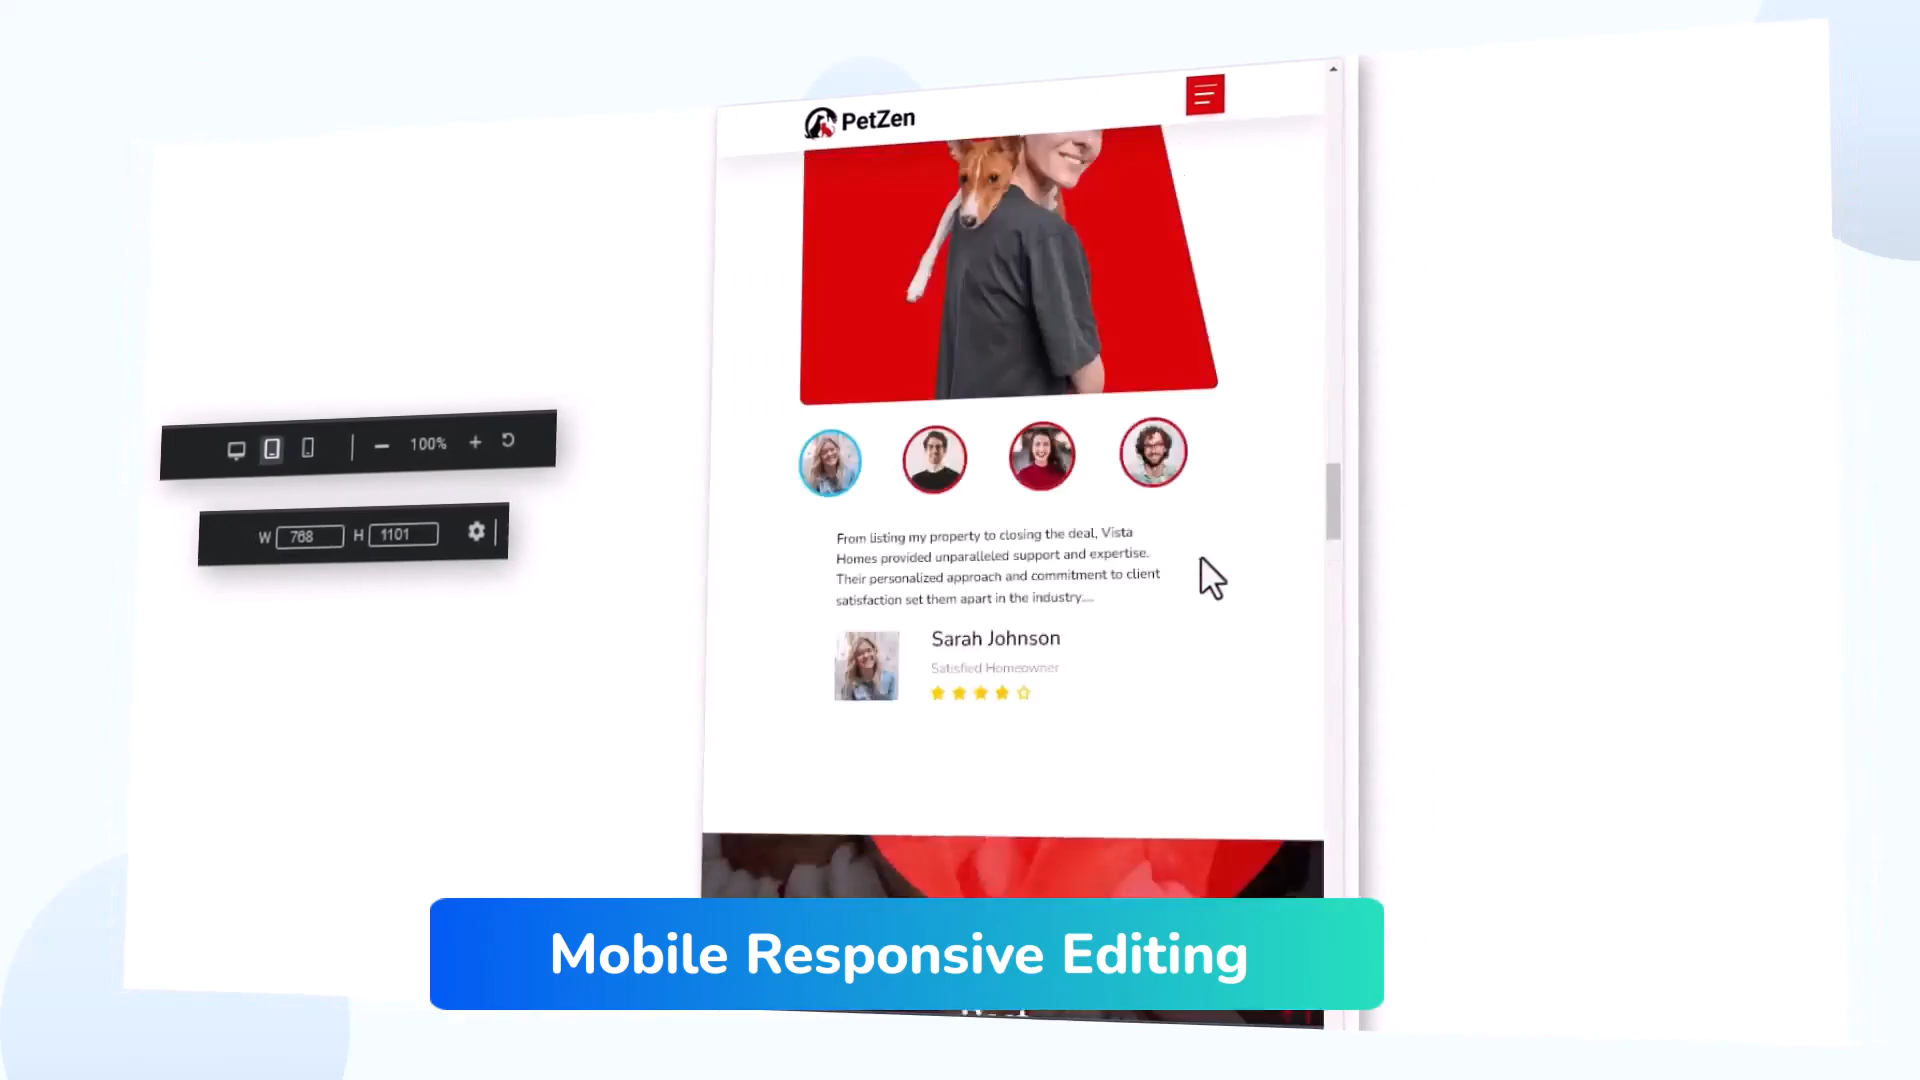 PetZen
100%
W 768 H 1101
From listing my property to closing the deal, Vista
Homes provided unparalleled support and expertise.
Their personalized approach and commitment to client
satisfaction set them apart in the industry....
Sarah Johnson
Satisfied Homeowner
Mobile Responsive Editing